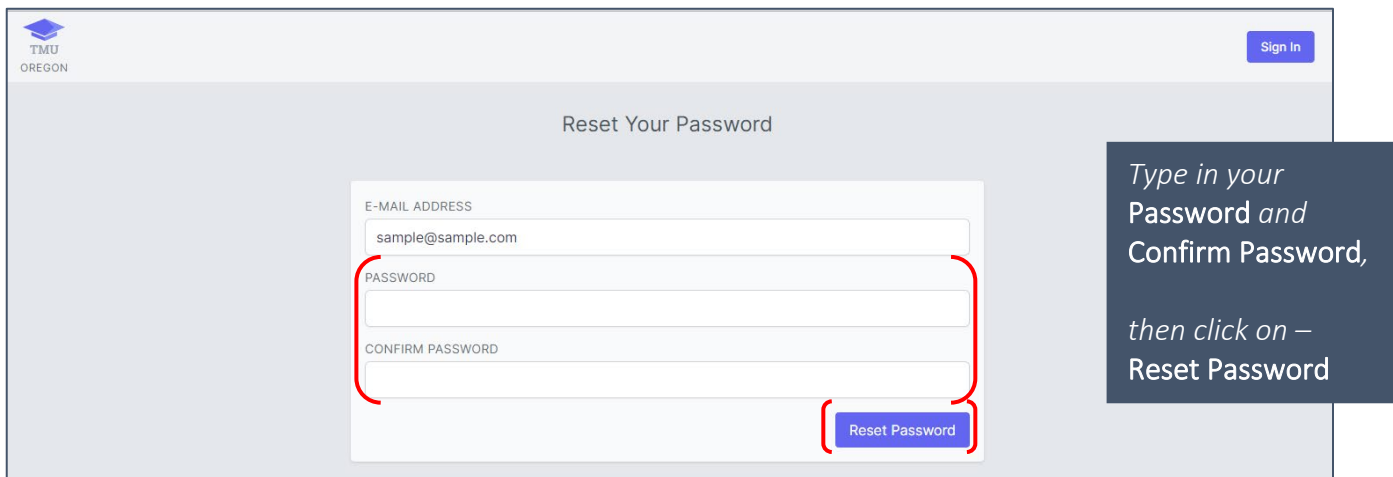 TMU
OREGON
Sign In
Reset Your Password
E-MAIL ADDRESS
sample@sample.com
PASSWORD
CONFIRM PASSWORD
Reset Password
Type in your
Password and
Confirm Password,
then click on –
Reset Password